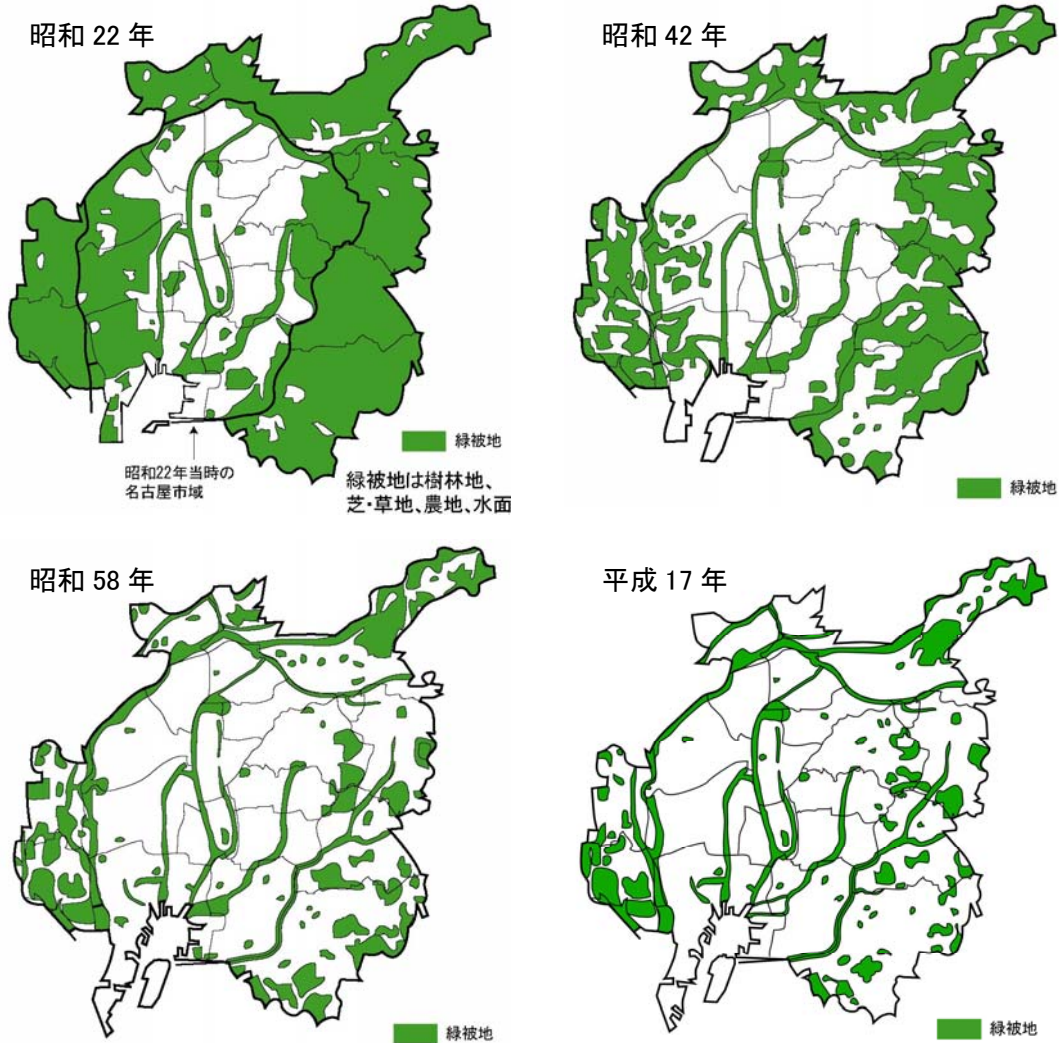 昭和 22 年
昭和 42 年
緑被地
昭和22年当時の
名古屋市域
緑被地は樹林地、
芝・草地、農地、水面
緑被地
昭和 58 年
平成 17 年
緑被地
緑被地